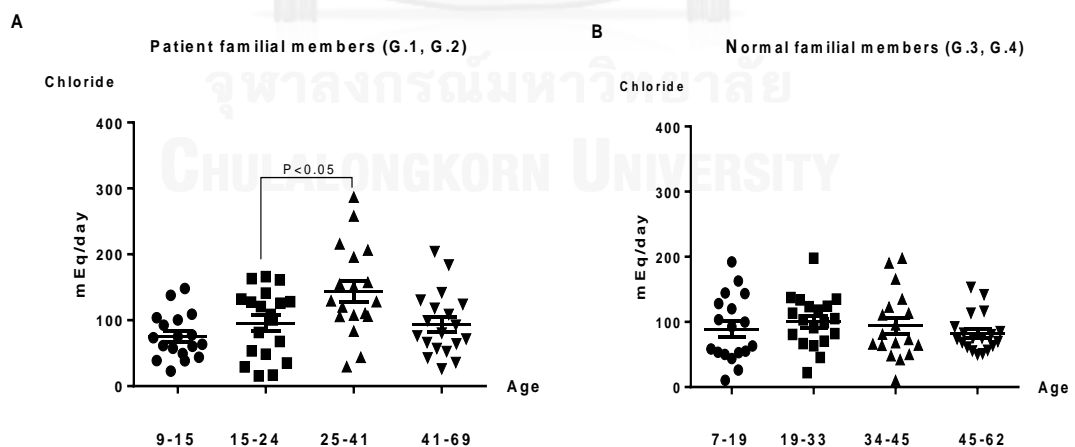 A
Patient familial members (G.1, G.2)
Chloride
400
300
200
100
0
mEq/day
P<0.05
Age
9-15 15-24 25-41 41-69
B
Normal familial members (G.3, G.4)
Chloride
400
300
200
100
0
mEq/day
Age
7-19 19-33 34-45 45-62
จุฬาลงกรณ์มหาวิทยาลัย
CHULALONGKORN UNIVERSITY